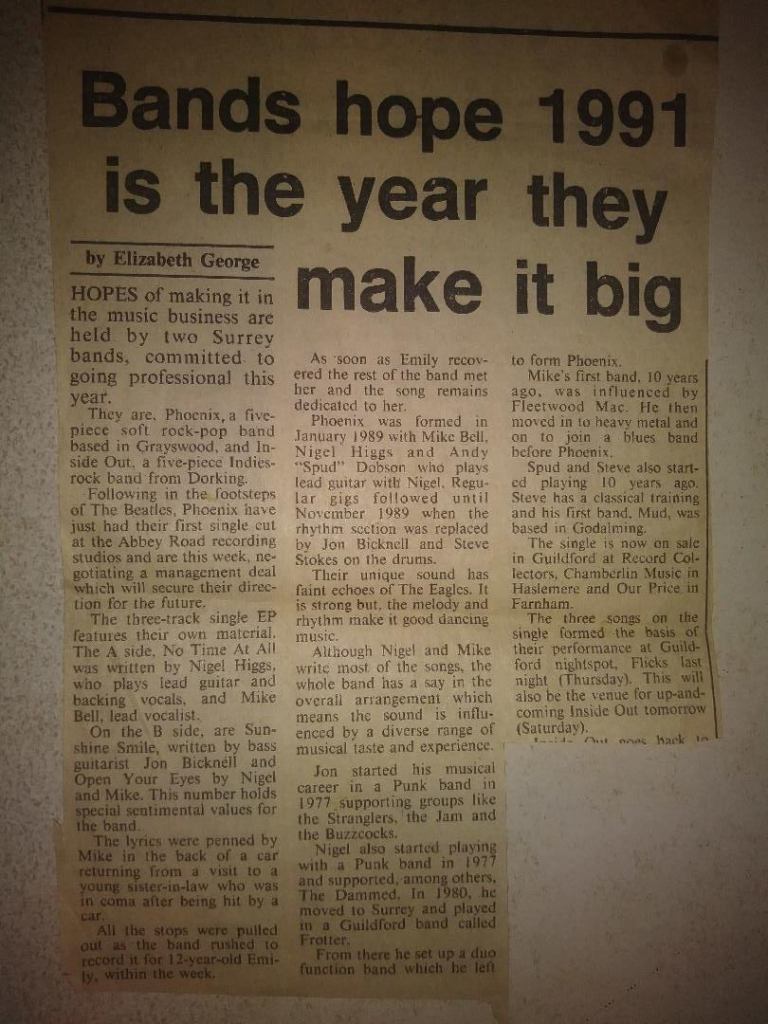 Bands hope 1991
is the year they
make it big
by Elizabeth George
HOPES of making it in
the music business are
held by two Surrey
bands, committed to
going professional this
year.
They are, Phoenix, a five-
piece soft rock-pop band
based in Grayswood, and In-
side Out, a five-piece Indies-
rock band from Dorking.
Following in the footsteps
of The Beatles, Phoenix have
just had their first single cut
at the Abbey Road recording
studios and are this week, ne-
gotiating a management deal
which will secure their direc-
tion for the future.
The three-track single EP
features their own material.
The A side, No Time At All
was written by Nigel Higgs,
who plays lead guitar and
backing vocals, and Mike
Bell, lead vocalist.
On the B side, are Sun-
shine Smile, written by bass
guitarist Jon Bicknell and
Open Your Eyes by Nigel
and Mike. This number holds
special sentimental values for
the band.
The lyrics were penned by
Mike in the back of a car
returning from a visit to a
young sister-in-law who was
in coma after being hit by a
car.
All the stops were pulled
out as the band rushed to
record it for 12-year-old Emi-
ly, within the week.
As soon as Emily recov-
ered the rest of the band met
her and the song remains
dedicated to her.
Phoenix was formed in
January 1989 with Mike Bell,
Nigel Higgs and Andy
"Spud" Dobson who plays
lead guitar with Nigel. Regu-
lar gigs followed until
November 1989 when the
rhythm section was replaced
by Jon Bicknell and Steve
Stokes on the drums.
Their unique sound has
faint echoes of The Eagles. It
is strong but, the melody and
rhythm make it good dancing
music.
Although Nigel and Mike
write most of the songs, the
whole band has a say in the
overall arrangement which
means the sound is influ-
enced by a diverse range of
musical taste and experience.
Jon started his musical
career in a Punk band in
1977 supporting groups like
the Stranglers, the Jam and
the Buzzcocks.
Nigel also started playing
with a Punk band in 1977
and supported, among others,
The Dammed. In 1980, he
moved to Surrey and played
in a Guildford band called
Frotter.
From there he set up a duo
function band which he left
to form Phoenix.
Mike's first band, 10 years
ago, was influenced by
Fleetwood Mac. He then
moved in to heavy metal and
on to join a blues band
before Phoenix.
Spud and Steve also start-
ed playing 10 years ago.
Steve has a classical training
and his first band, Mud, was
based in Godalming.
The single is now on sale
in Guildford at Record Col-
lectors, Chamberlin Music in
Haslemere and Our Price in
Farnham.
The three songs on the
single formed the basis of
their performance at Guild-
ford nightspot, Flicks last
night (Thursday). This will
also be the venue for up-and-
coming Inside Out tomorrow
(Saturday).
Inside Out goes back to